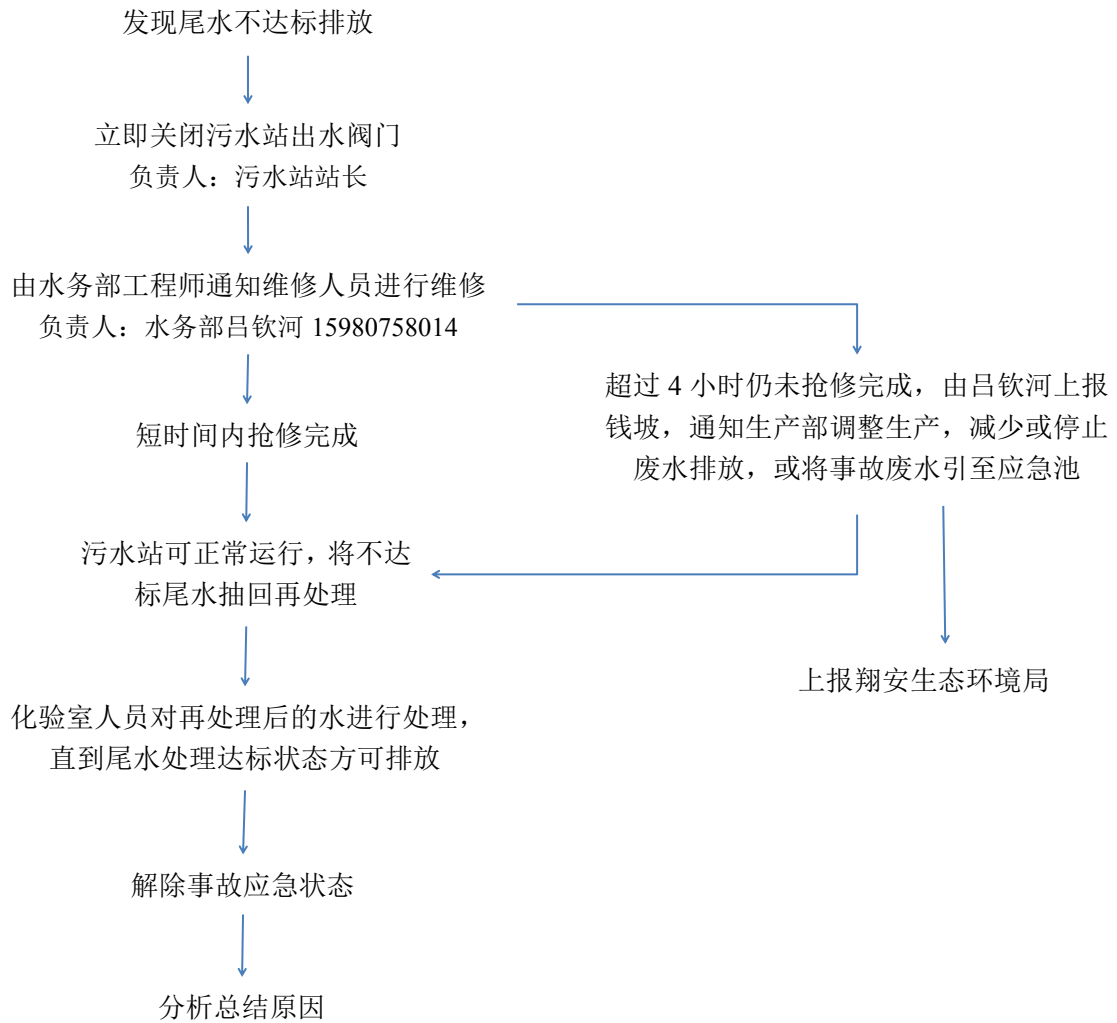 发现尾水不达标排放
立即关闭污水站出水阀门
负责人：污水站站长
由水务部工程师通知维修人员进行维修
负责人：水务部吕钦河 15980758014
超过 4 小时仍未抢修完成，由吕钦河上报
钱坡，通知生产部调整生产，减少或停止
废水排放，或将事故废水引至应急池
短时间内抢修完成
污水站可正常运行，将不达
标尾水抽回再处理
上报翔安生态环境局
化验室人员对再处理后的水进行处理，
直到尾水处理达标状态方可排放
解除事故应急状态
分析总结原因